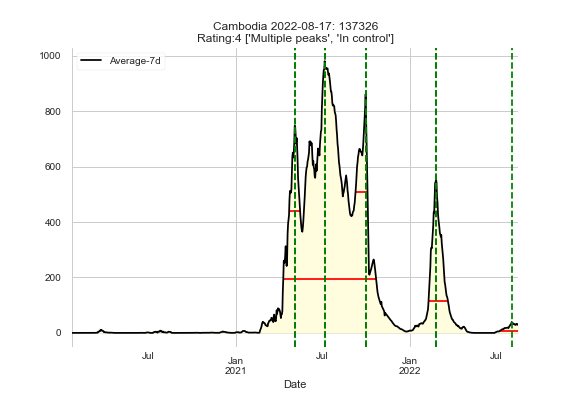 Cambodia 2022-08-17: 137326
Rating:4 ['Multiple peaks', 'In control']
Average-7d
1000
800
600
400
200
0
Jul
Jan
2021
Jul
Jan
2022
Jul
Date